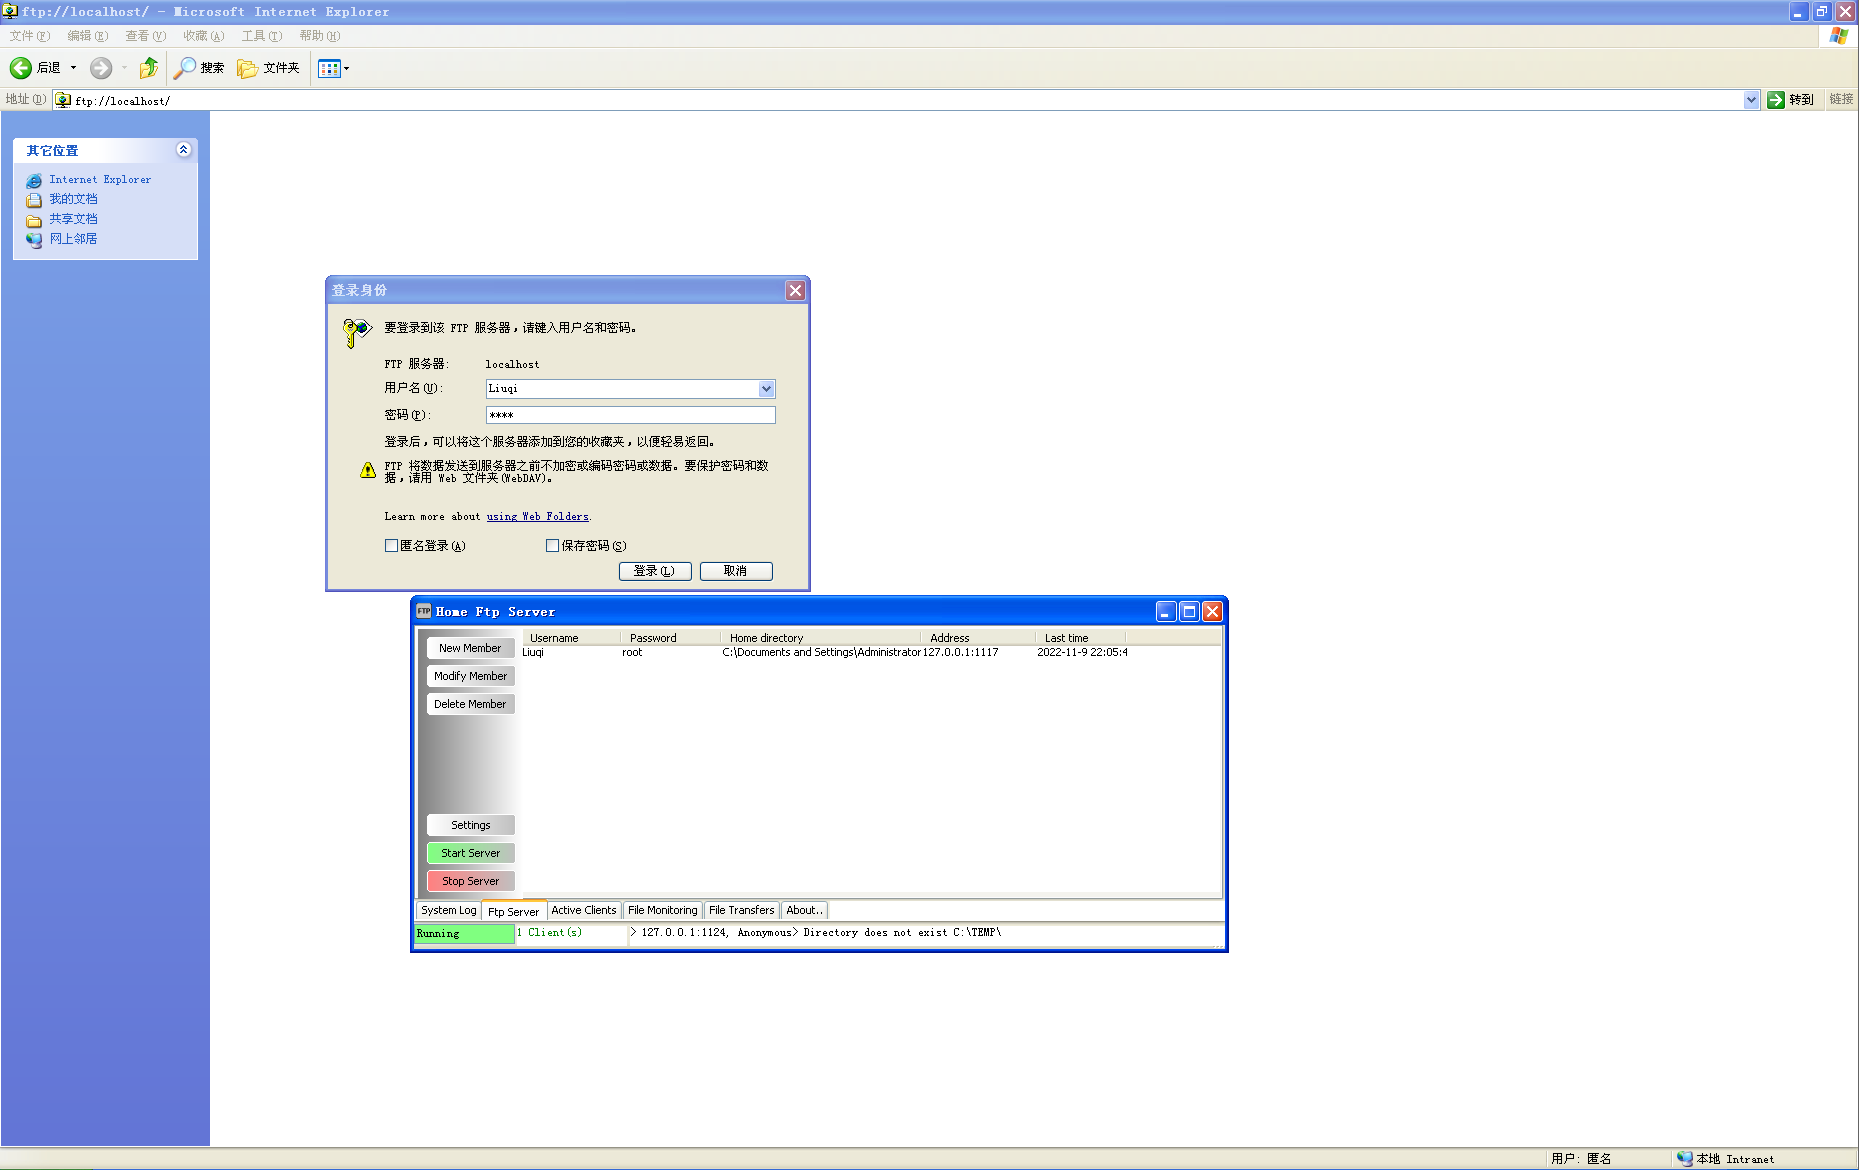 ftp://localhost/ - Microsoft Internet Explorer
文件(F) 编辑(E) 查看(V) 收藏(A) 工具(T) 帮助(H)
后退 搜索 文件夹
地址(D) ftp://localhost/ 转到 链接
其它位置
Internet Explorer
我的文档
共享文档
网上邻居
登录身份
要登录到该 FTP 服务器，请键入用户名和密码。
FTP 服务器: localhost
用户名(U): Liuqi
密码(P): ****
登录后，可以将这个服务器添加到您的收藏夹，以便轻易返回。
FTP 将数据发送到服务器之前不加密或编码密码或数据。要保护密码和数
据，请用 Web 文件夹(WebDAV)。
Learn more about using Web Folders.
匿名登录(A) 保存密码(S)
登录(L) 取消
FTP Home Ftp Server
Username Password Home directory Address Last time
Liuqi root C:\Documents and Settings\Administrator 127.0.0.1:1117 2022-11-9 22:05:4
New Member
Modify Member
Delete Member
Settings
Start Server
Stop Server
System Log Ftp Server Active Clients File Monitoring File Transfers About..
Running 1 Client(s) > 127.0.0.1:1124, Anonymous> Directory does not exist C:\TEMP\
用户: 匿名 本地 Intranet